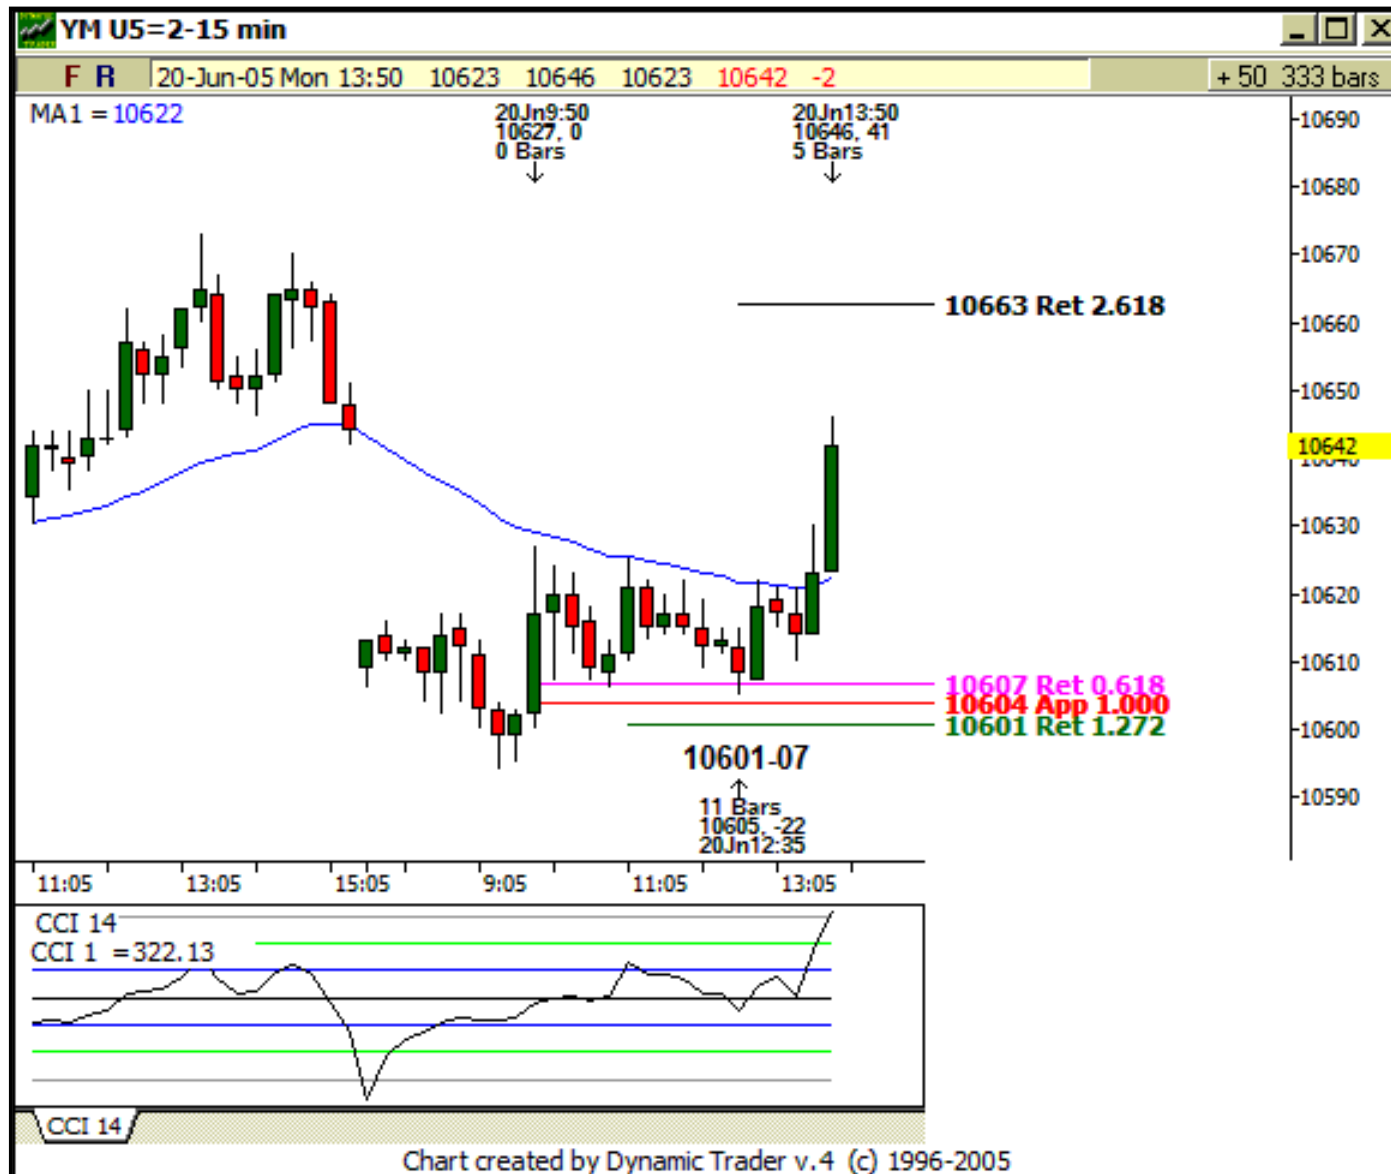 YM U5=2-15 min
F R 20-Jun-05 Mon 13:50 10623 10646 10623 10642 -2 + 50 333 bars
MA1 = 10622
20Jn9:50
10627, 0
0 Bars
20Jn13:50
10646, 41
5 Bars
10690
10680
10670
10663 Ret 2.618
10660
10650
10642
10640
10630
10620
10610
10607 Ret 0.618
10604 App 1.000
10601 Ret 1.272
10600
10601-07
10590
11 Bars
10605, -22
20Jn12:35
11:05 13:05 15:05 9:05 11:05 13:05
CCI 14
CCI 1 =322.13
CCI 14
Chart created by Dynamic Trader v.4 (c) 1996-2005